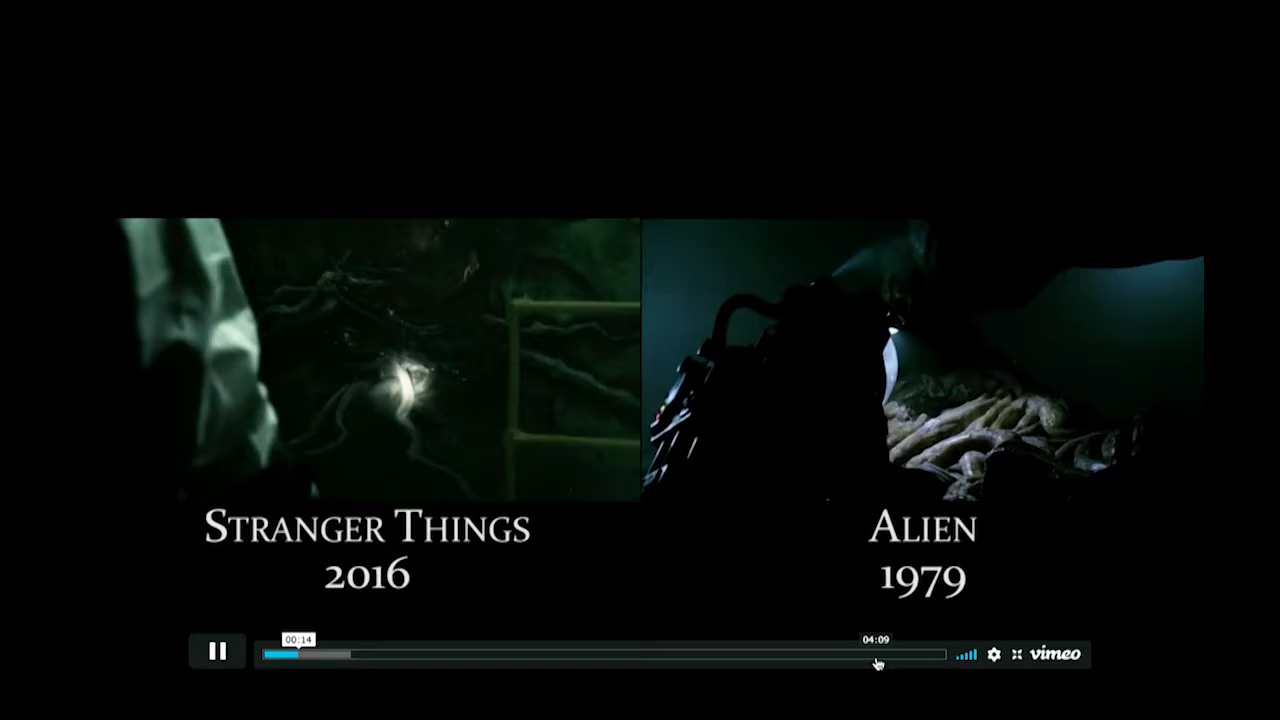 STRANGER THINGS
2016
ALIEN
1979
00:14
04:09
vimeo